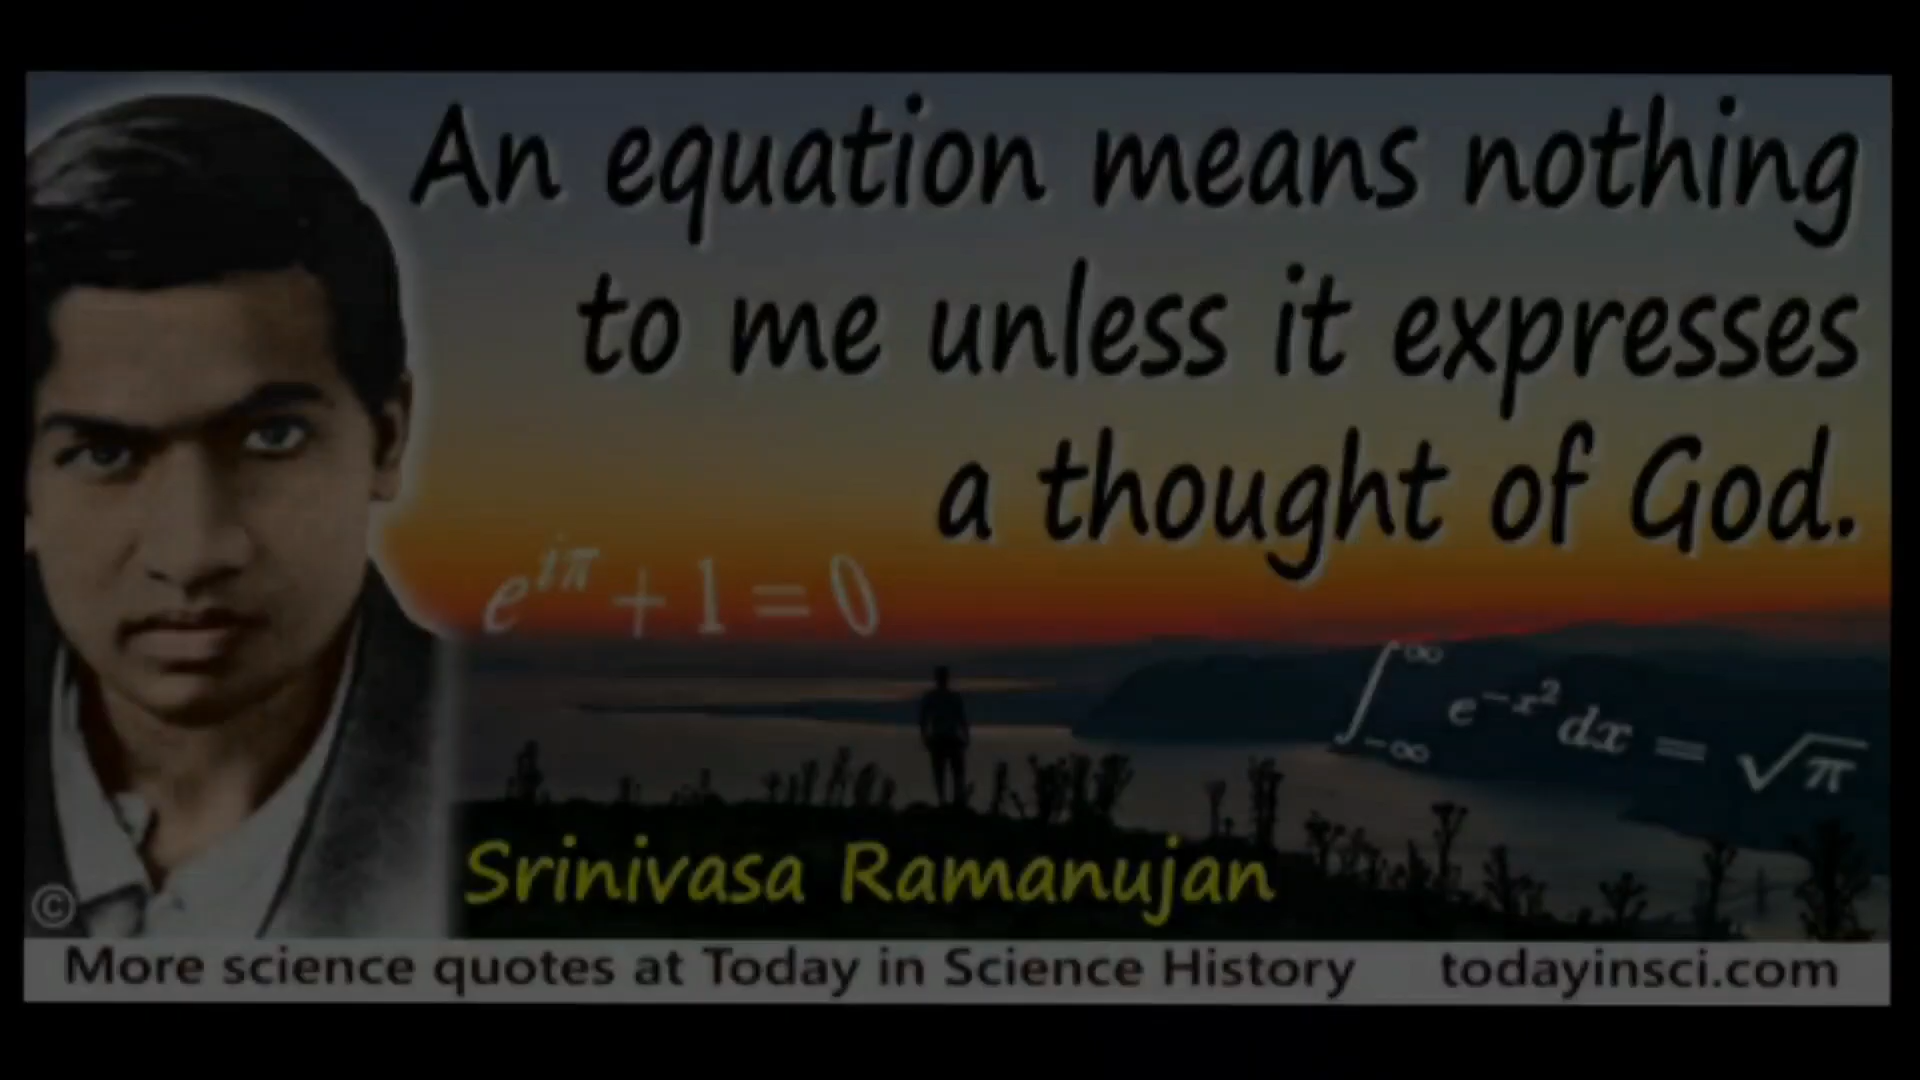 An equation means nothing
to me unless it expresses
a thought of God.
e^{iπ} + 1 = 0
∫_{-∞}^{∞} e^{-x^2} dx = √π
Srinivasa Ramanujan
©
More science quotes at Today in Science History todayinsci.com